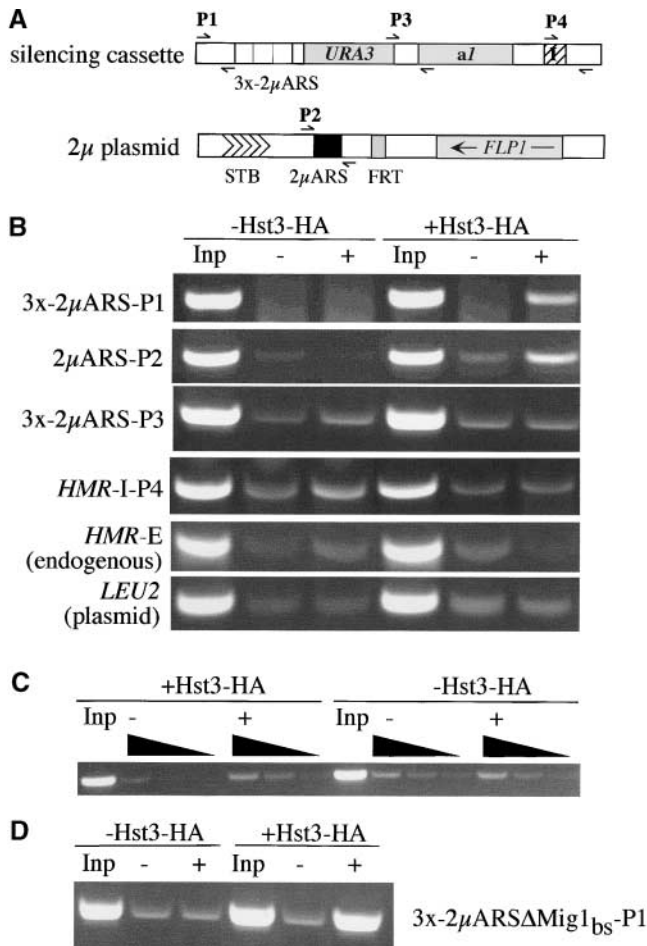 A
P1 P3 P4
silencing cassette URA3 a1 I
3x-2µARS
P2
2µ plasmid ← FLP1
STB 2µARS FRT
B
-Hst3-HA +Hst3-HA
Inp - + Inp - +
3x-2µARS-P1
2µARS-P2
3x-2µARS-P3
HMR-I-P4
HMR-E
(endogenous)
LEU2
(plasmid)
C
+Hst3-HA -Hst3-HA
Inp - + Inp - +
D
-Hst3-HA +Hst3-HA
Inp - + Inp - +
3x-2µARSΔMig1bs-P1